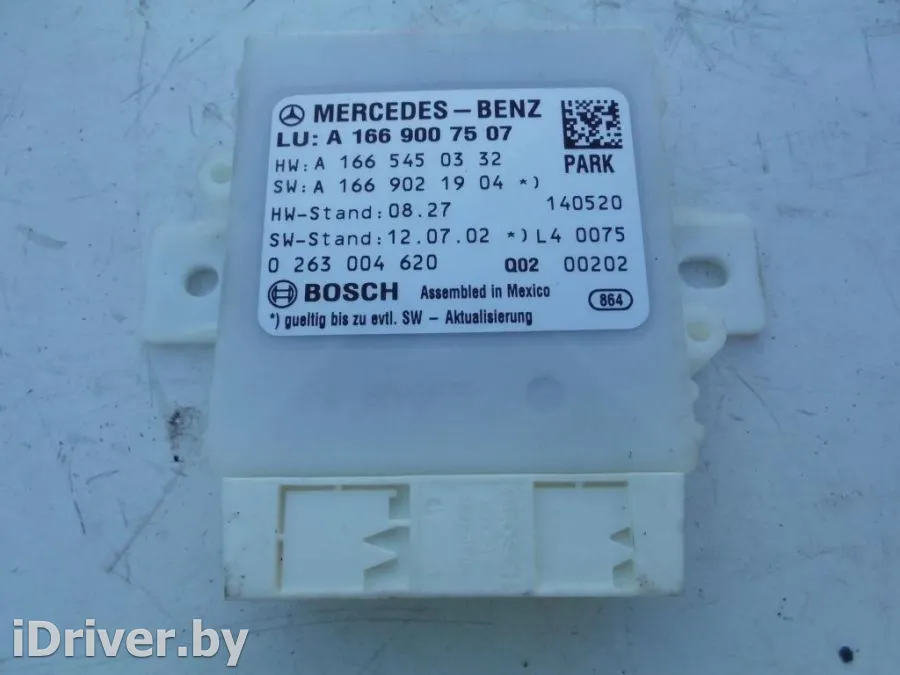 MERCEDES-BENZ
LU: A 166 900 75 07
HW: A 166 545 03 32
PARK
SW: A 166 902 19 04 *)
HW-Stand: 08.27 140520
SW-Stand: 12.07.02 *) L4 0075
0 263 004 620 Q02 00202
BOSCH Assembled in Mexico 864
*) gueltig bis zu evtl. SW - Aktualisierung
iDriver.by